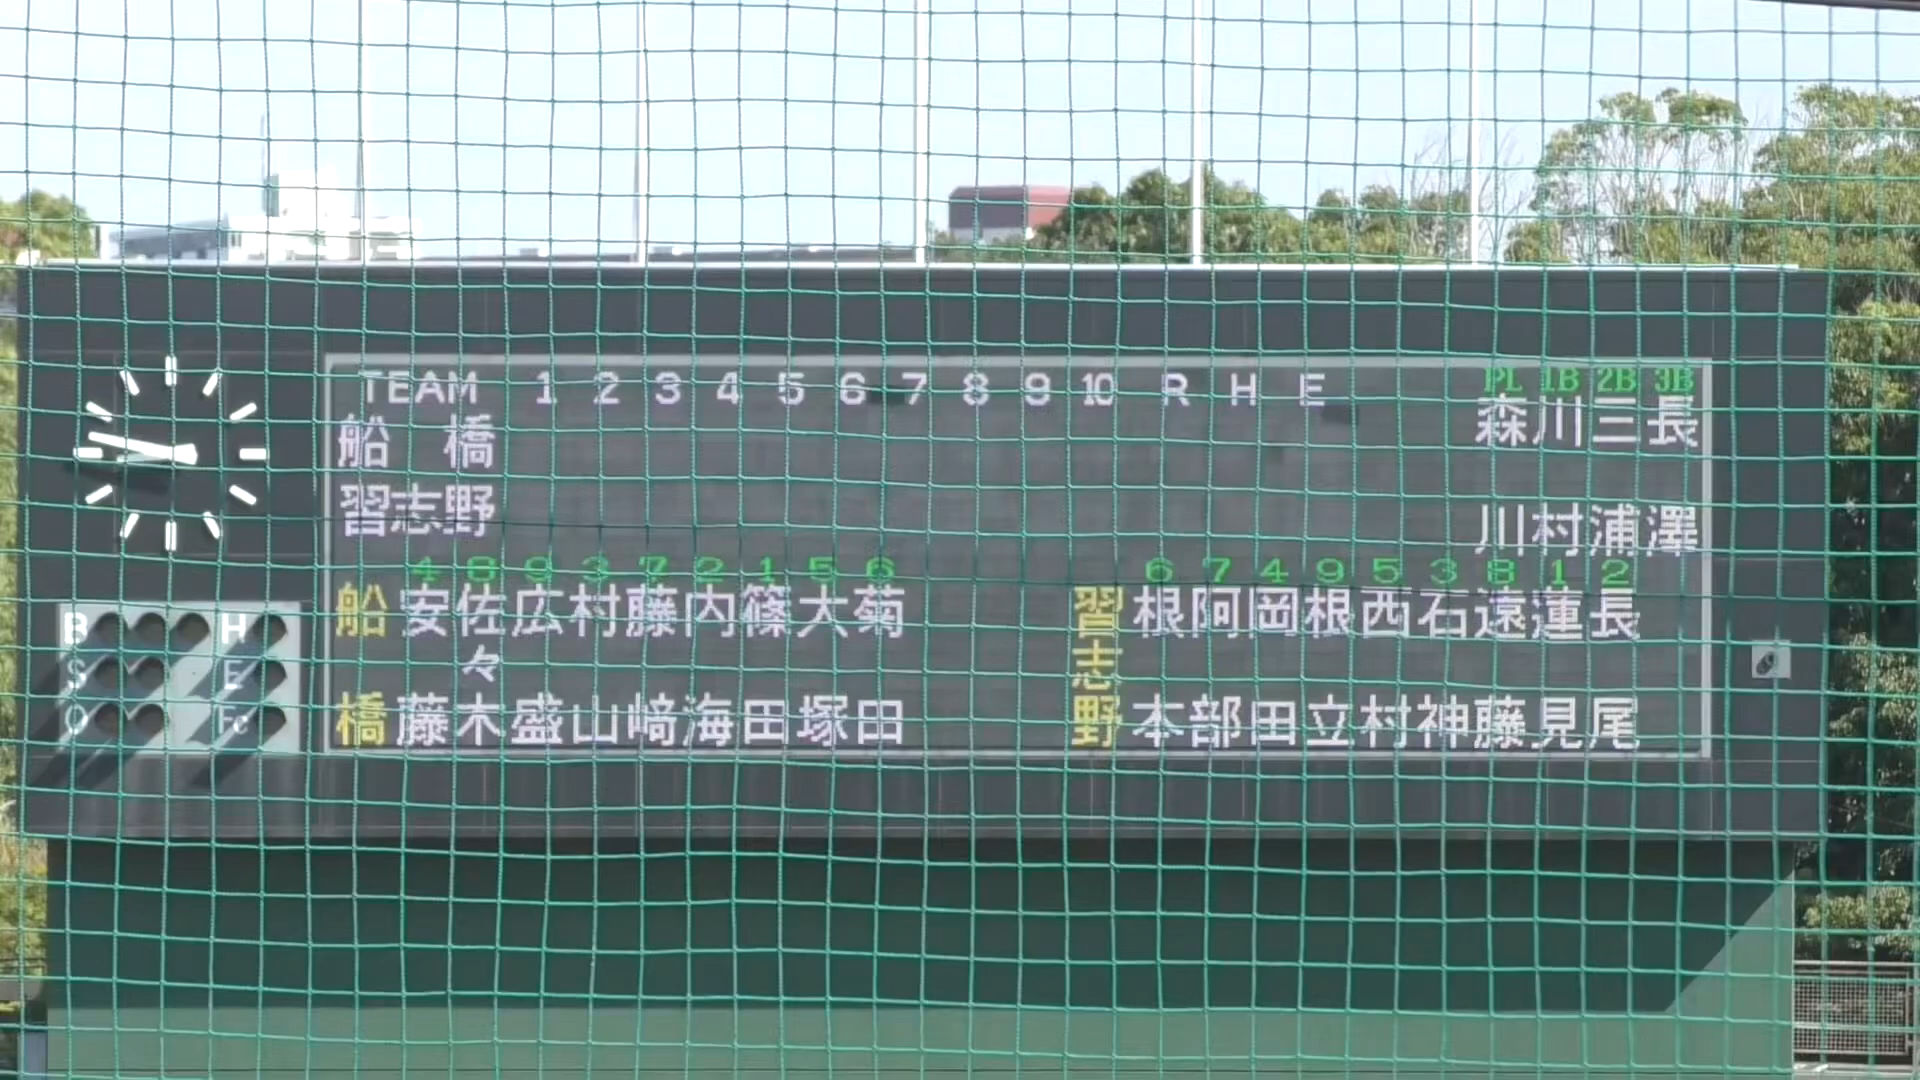 TEAM 1 2 3 4 5 6 7 8 9 10 R H E
船 橋
習志野
PL 1B 2B 3B
森川
川村
三浦
長澤
4 8 9 3 7 2 1 5 6
船橋
安藤
佐々木
広盛
村山
藤﨑
内海
篠田
大塚
菊田
6 7 4 9 5 3 8 1 2
習志野
根本
阿部
岡田
根立
西村
石神
遠藤
蓮見
長尾
B H
S E
O Fc